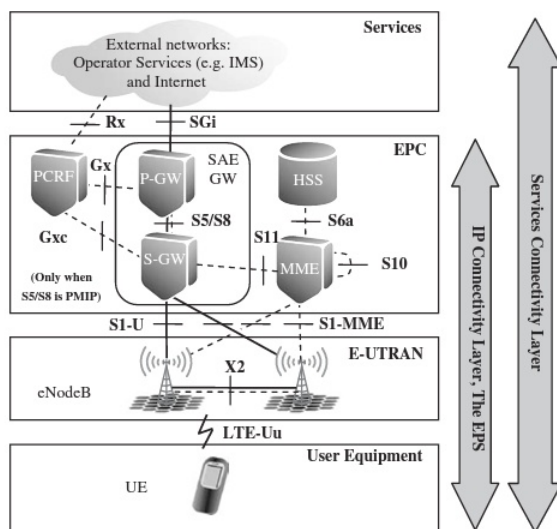 Services
External networks:
Operator Services (e.g. IMS)
and Internet
Rx
SGi
EPC
SAE
GW
PCRF
Gx
P-GW
HSS
Gxc
S5/S8
S6a
S-GW
S11
MME
S10
(Only when
S5/S8 is PMIP)
S1-U
S1-MME
E-UTRAN
X2
eNodeB
LTE-Uu
User Equipment
UE
IP Connectivity Layer, The EPS
Services Connectivity Layer